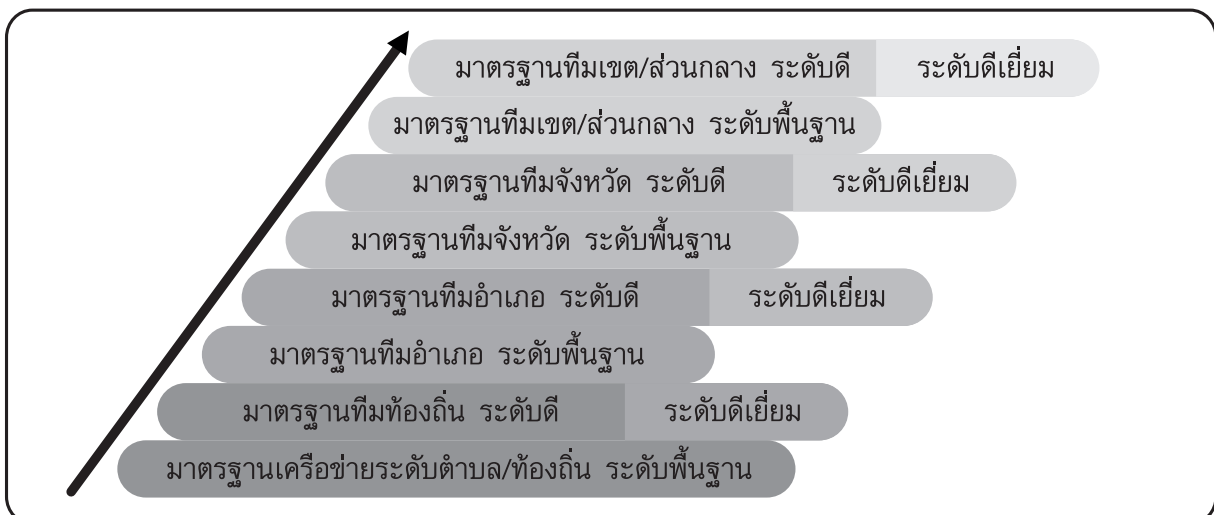 มาตรฐานทีมเขต/ส่วนกลาง ระดับดี ระดับดีเยี่ยม
มาตรฐานทีมเขต/ส่วนกลาง ระดับพื้นฐาน
มาตรฐานทีมจังหวัด ระดับดี ระดับดีเยี่ยม
มาตรฐานทีมจังหวัด ระดับพื้นฐาน
มาตรฐานทีมอำเภอ ระดับดี ระดับดีเยี่ยม
มาตรฐานทีมอำเภอ ระดับพื้นฐาน
มาตรฐานทีมท้องถิ่น ระดับดี ระดับดีเยี่ยม
มาตรฐานเครือข่ายระดับตำบล/ท้องถิ่น ระดับพื้นฐาน